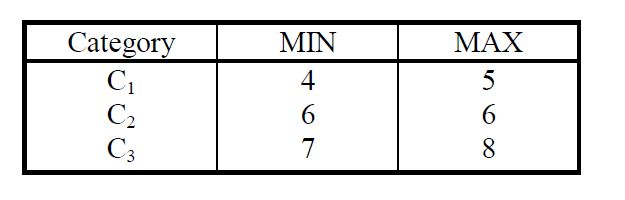 Category MIN MAX
C₁ 4 5
C₂ 6 6
C₃ 7 8